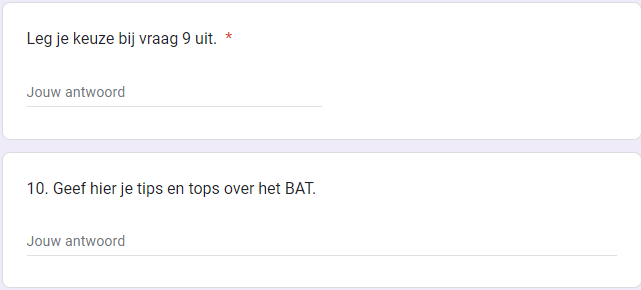 Leg je keuze bij vraag 9 uit. *
Jouw antwoord
10. Geef hier je tips en tops over het BAT.
Jouw antwoord